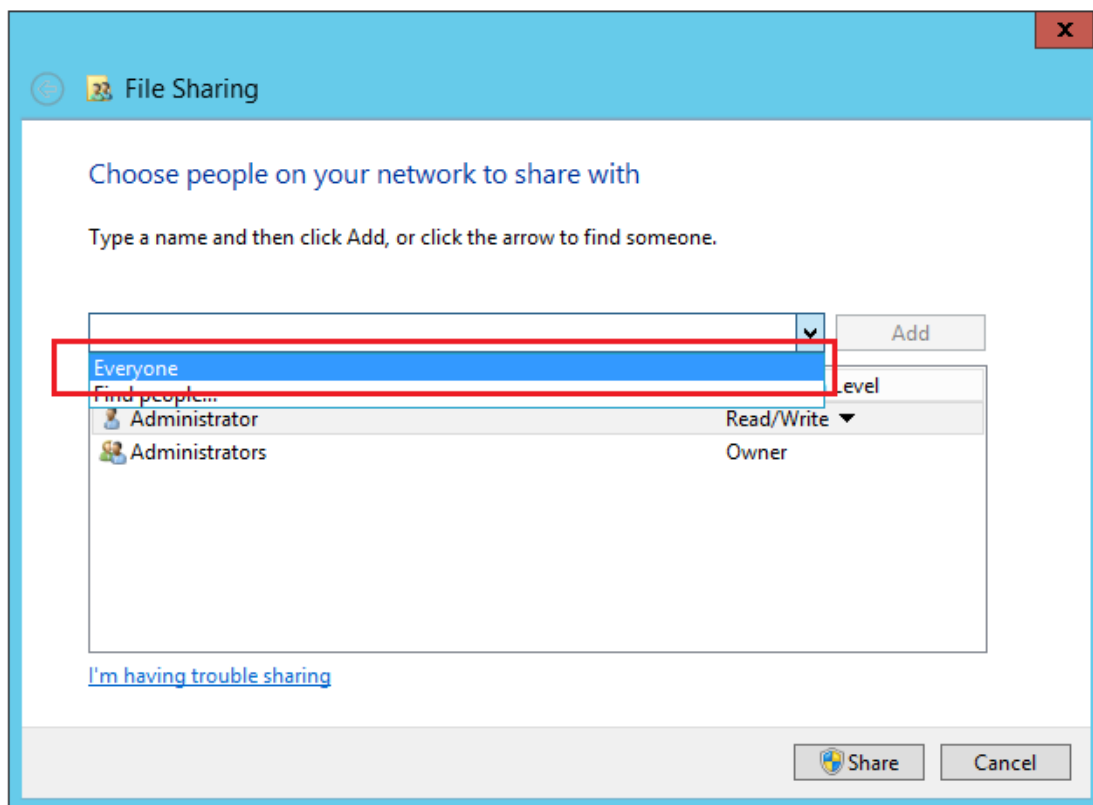 x
File Sharing
Choose people on your network to share with
Type a name and then click Add, or click the arrow to find someone.
Add
Everyone
Find people...
Level
Administrator Read/Write
Administrators Owner
I'm having trouble sharing
Share Cancel